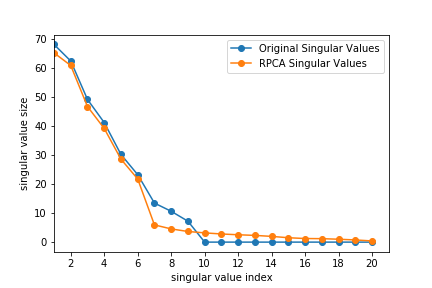 Original Singular Values
RPCA Singular Values
70
60
50
40
30
20
10
0
singular value size
2 4 6 8 10 12 14 16 18 20
singular value index